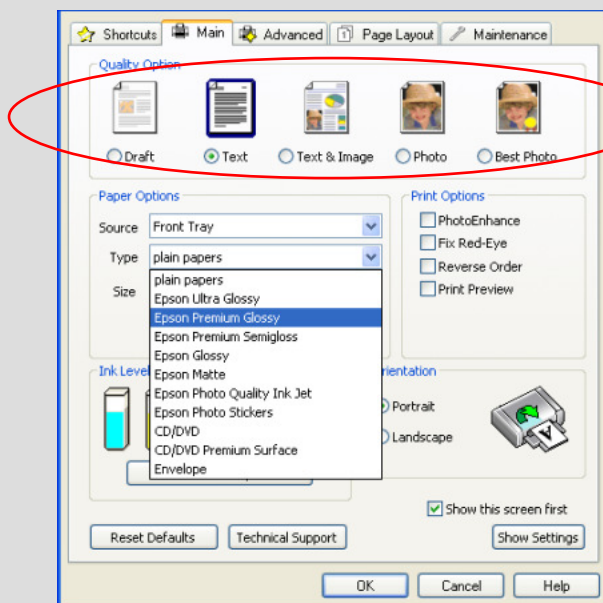 Shortcuts Main Advanced 1 Page Layout Maintenance
Quality Option
Draft Text Text & Image Photo Best Photo
Paper Options
Source Front Tray
Type plain papers
Size
plain papers
Epson Ultra Glossy
Epson Premium Glossy
Epson Premium Semigloss
Epson Glossy
Epson Matte
Epson Photo Quality Ink Jet
Epson Photo Stickers
CD/DVD
CD/DVD Premium Surface
Envelope
Print Options
PhotoEnhance
Fix Red-Eye
Reverse Order
Print Preview
Ink Leve
rientation
Portrait
Landscape
A
Show this screen first
Reset Defaults Technical Support Show Settings
OK Cancel Help